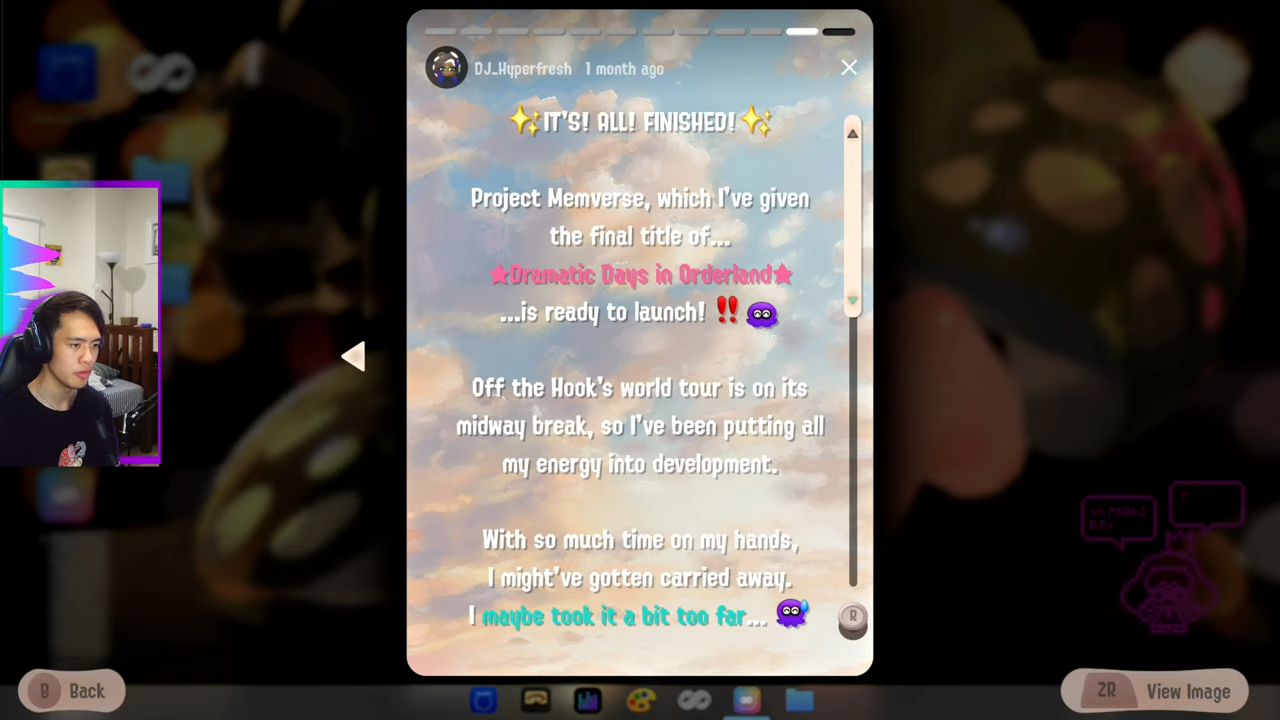 DJ_Hyperfresh 1 month ago
✨IT'S! ALL! FINISHED!✨
Project Memverse, which I've given
the final title of...
★Dramatic Days in Orderland★
...is ready to launch! ‼️
Off the Hook's world tour is on its
midway break, so I've been putting all
my energy into development.
With so much time on my hands,
I might've gotten carried away.
I maybe took it a bit too far...
R
B Back
ZR View Image